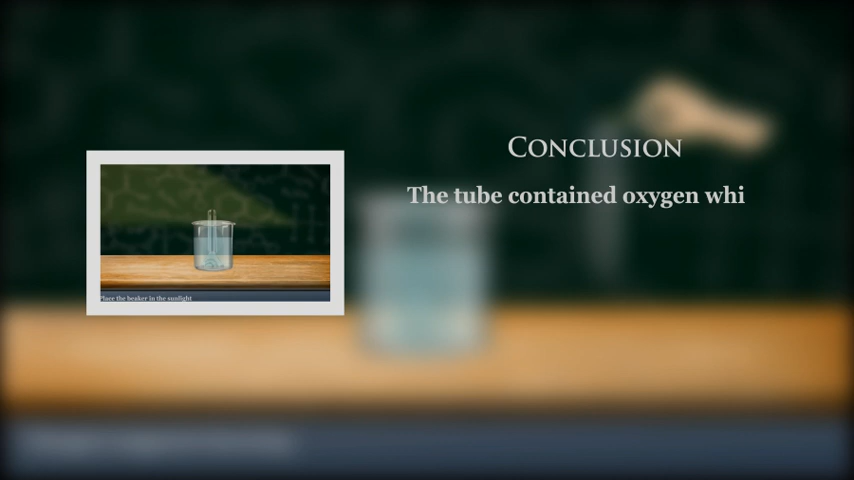 Conclusion
The tube contained oxygen whi
Place the beaker in the sunlight